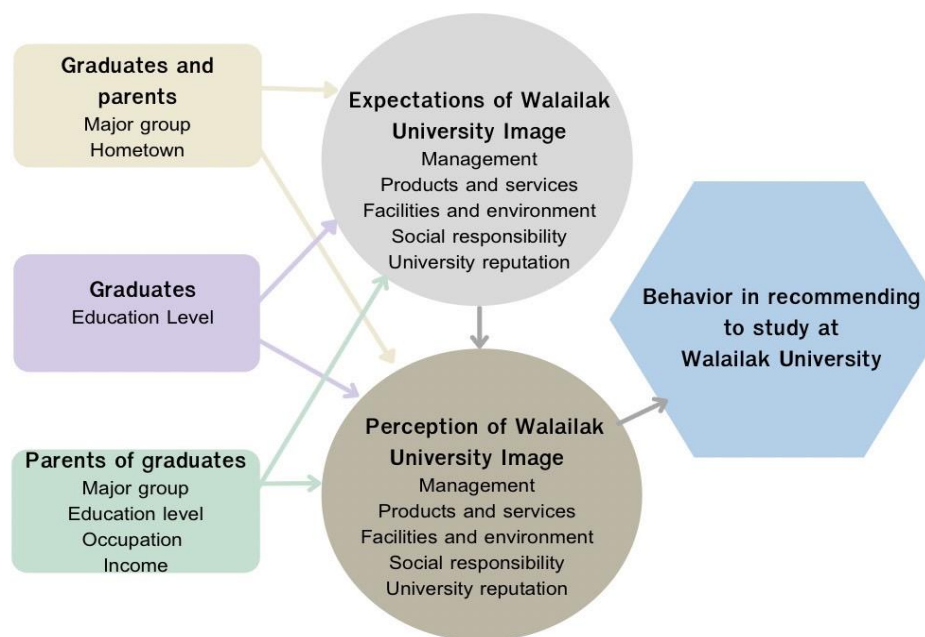 Graduates and
parents
Major group
Hometown
Graduates
Education Level
Parents of graduates
Major group
Education level
Occupation
Income
Expectations of Walailak
University Image
Management
Products and services
Facilities and environment
Social responsibility
University reputation
Perception of Walailak
University Image
Management
Products and services
Facilities and environment
Social responsibility
University reputation
Behavior in recommending
to study at
Walailak University